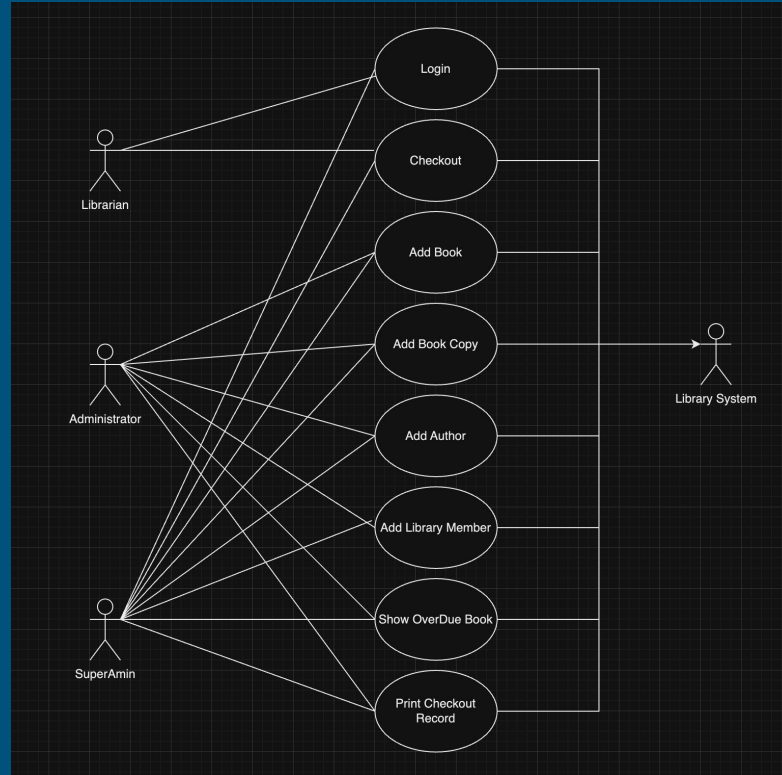 Login
Checkout
Librarian
Add Book
Add Book Copy
Administrator
Library System
Add Author
Add Library Member
Show OverDue Book
SuperAmin
Print Checkout
Record